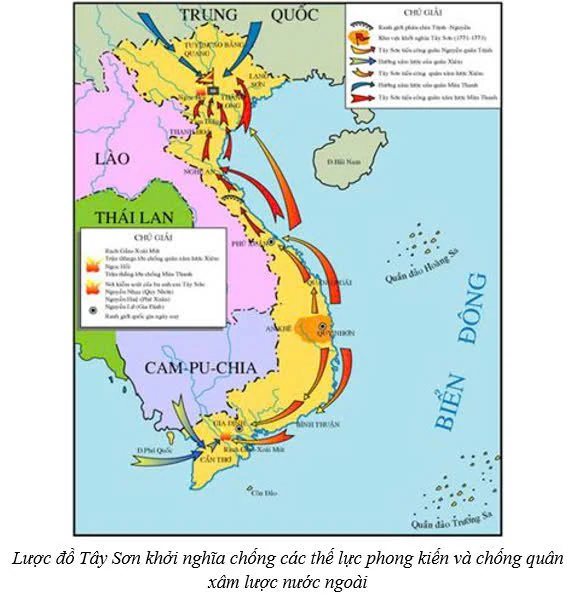 TRUNG QUỐC
CHÚ GIẢI
Ranh giới phân chia Trịnh -Nguyễn
Khu vực khởi nghĩa Tây Sơn (1771-1773)
Tây Sơn tiến công quân Nguyễn quân Trịnh
Hướng xâm lược của quân Xiêm
Tây Sơn tiến công quân xâm lược Xiêm
Hướng xâm lược quân Mãn Thanh
Tây Sơn tiến công quân xâm lược Mãn Thanh
TUYÊN QUANG
CAO BẰNG
LẠNG SƠN
THĂNG LONG
THANH HOÁ
LÀO
NGHỆ AN
Đ.Hải Nam
THÁI LAN
CHÚ GIẢI
Rạch Gầm-Xoài Mút
Trận thắng lớn chống quân xâm lược Xiêm
Ngọc Hồi
Trận thắng lớn chống Mãn Thanh
Nơi kiểm soát của ba anh em Tây Sơn
Nguyễn Nhạc (Quy Nhơn)
Nguyễn Huệ (Phú Xuân)
Nguyễn Lữ (Gia Định)
Ranh giới quốc gia ngày nay
PHÚ XUÂN
Quần đảo Hoàng Sa
QUẢNG NGÃI
AN KHÊ
QUY NHƠN
BIỂN ĐÔNG
CAM-PU-CHIA
GIA ĐỊNH
BÌNH THUẬN
Đ.Phú Quốc
Rạch Gầm-Xoài Mút
CẦN THƠ
Côn Đảo
Quần đảo Trường Sa
Lược đồ Tây Sơn khởi nghĩa chống các thế lực phong kiến và chống quân
xâm lược nước ngoài